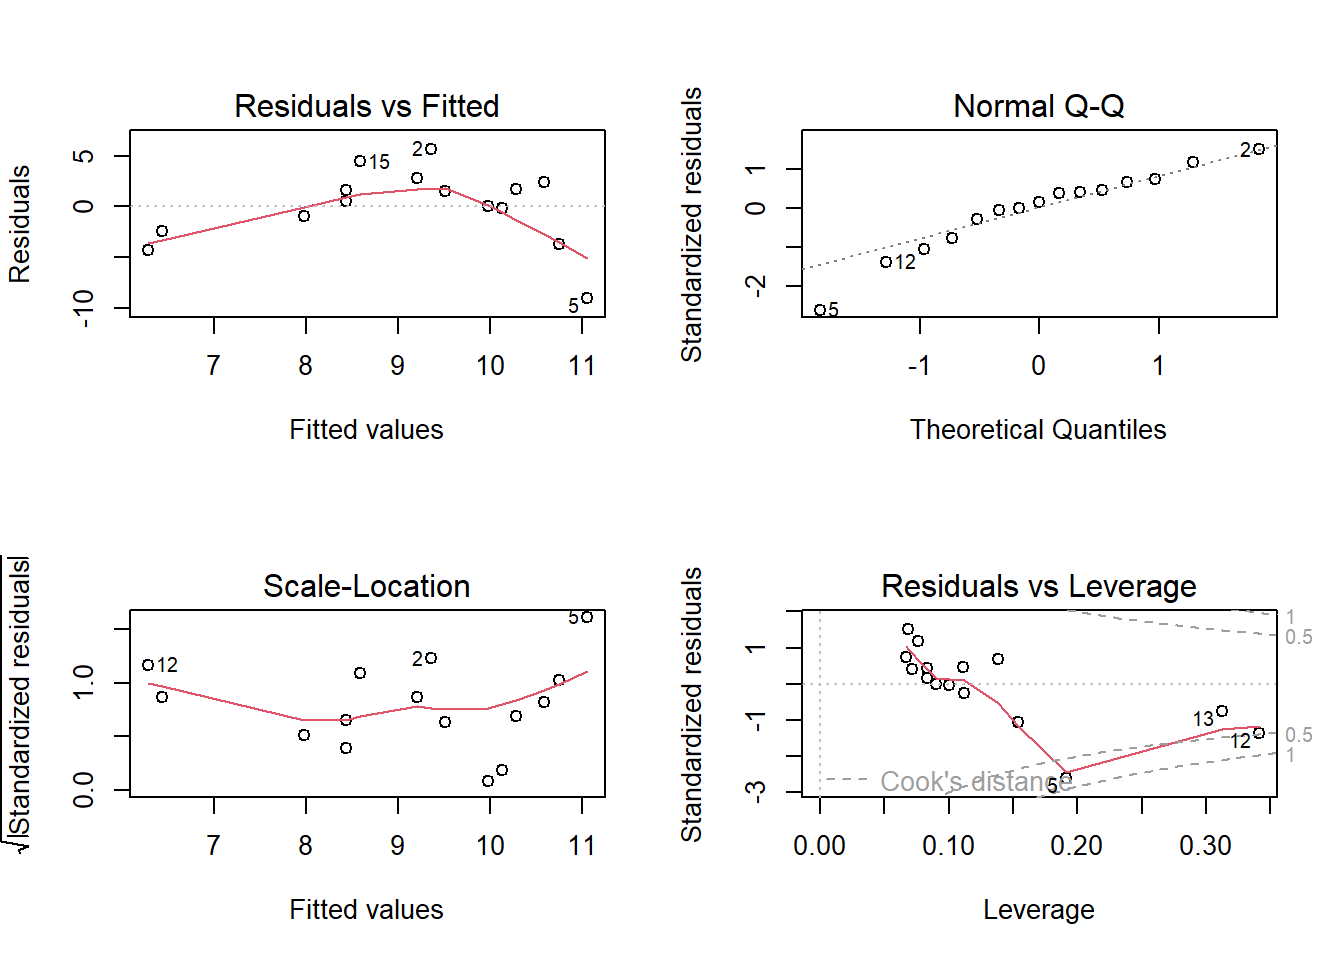 Residuals vs Fitted
Residuals
5
0
-10
2
15
5
7 8 9 10 11
Fitted values
Normal Q-Q
Standardized residuals
1
0
-2
2
12
5
-1 0 1
Theoretical Quantiles
Scale-Location
√|Standardized residuals|
1.0
0.0
5
12
2
7 8 9 10 11
Fitted values
Residuals vs Leverage
Standardized residuals
1
-1
-3
1
0.5
13
12
0.5
1
Cook's distance
5
0.00 0.10 0.20 0.30
Leverage